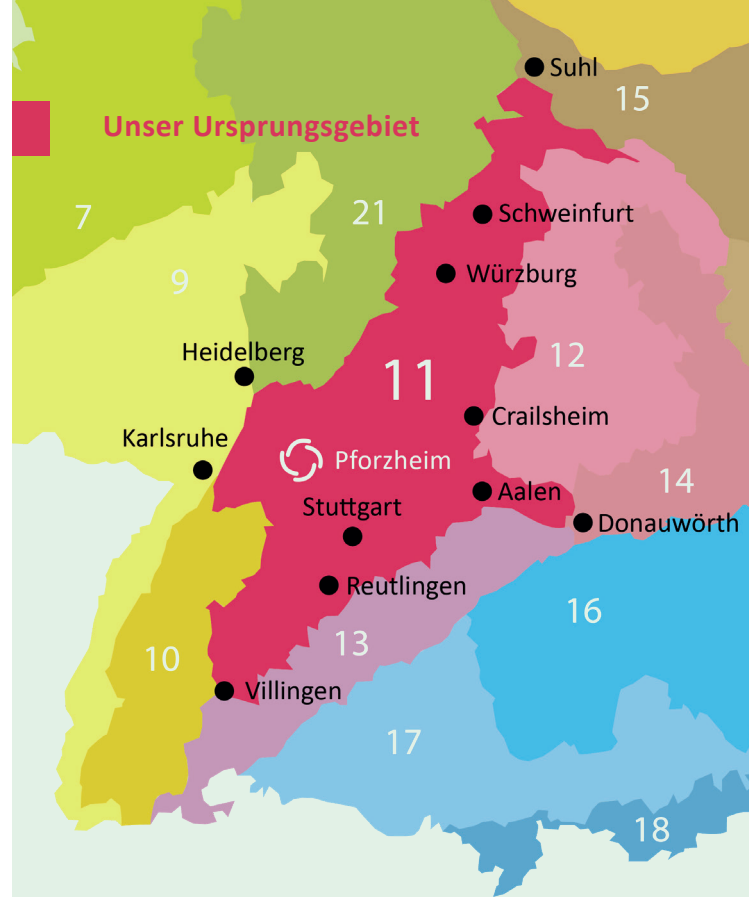 Suhl
15
Unser Ursprungsgebiet
7
21
Schweinfurt
9
Würzburg
Heidelberg
12
11
Crailsheim
Karlsruhe
Pforzheim
Aalen
14
Stuttgart
Donauwörth
Reutlingen
16
13
10
Villingen
17
18